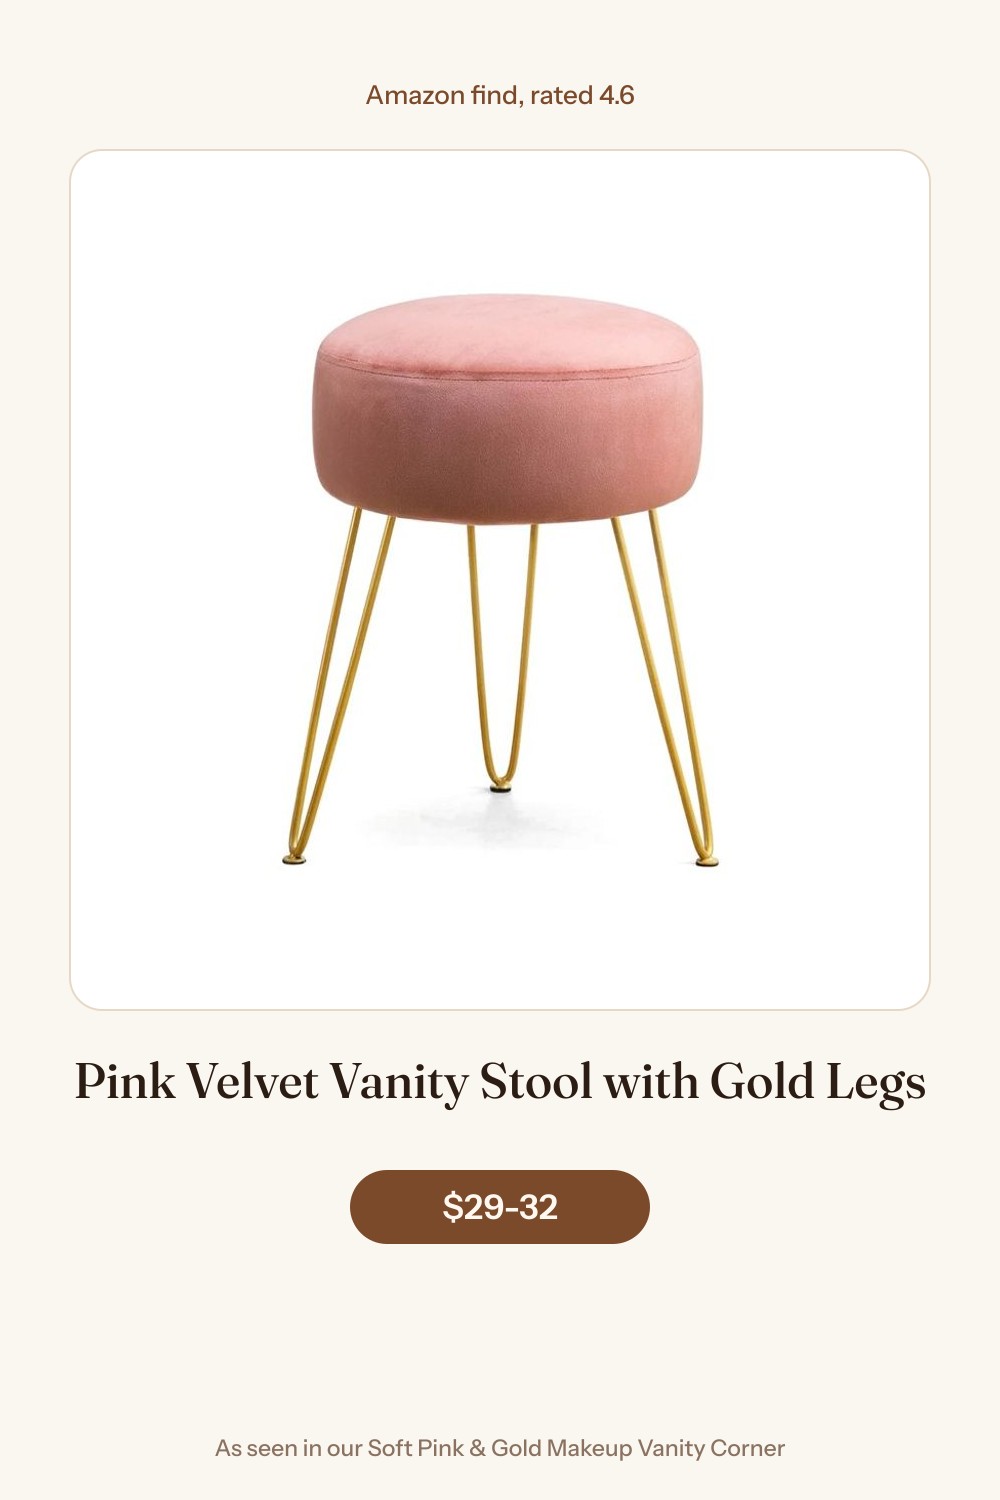 Amazon find, rated 4.6
Pink Velvet Vanity Stool with Gold Legs
$29-32
As seen in our Soft Pink & Gold Makeup Vanity Corner